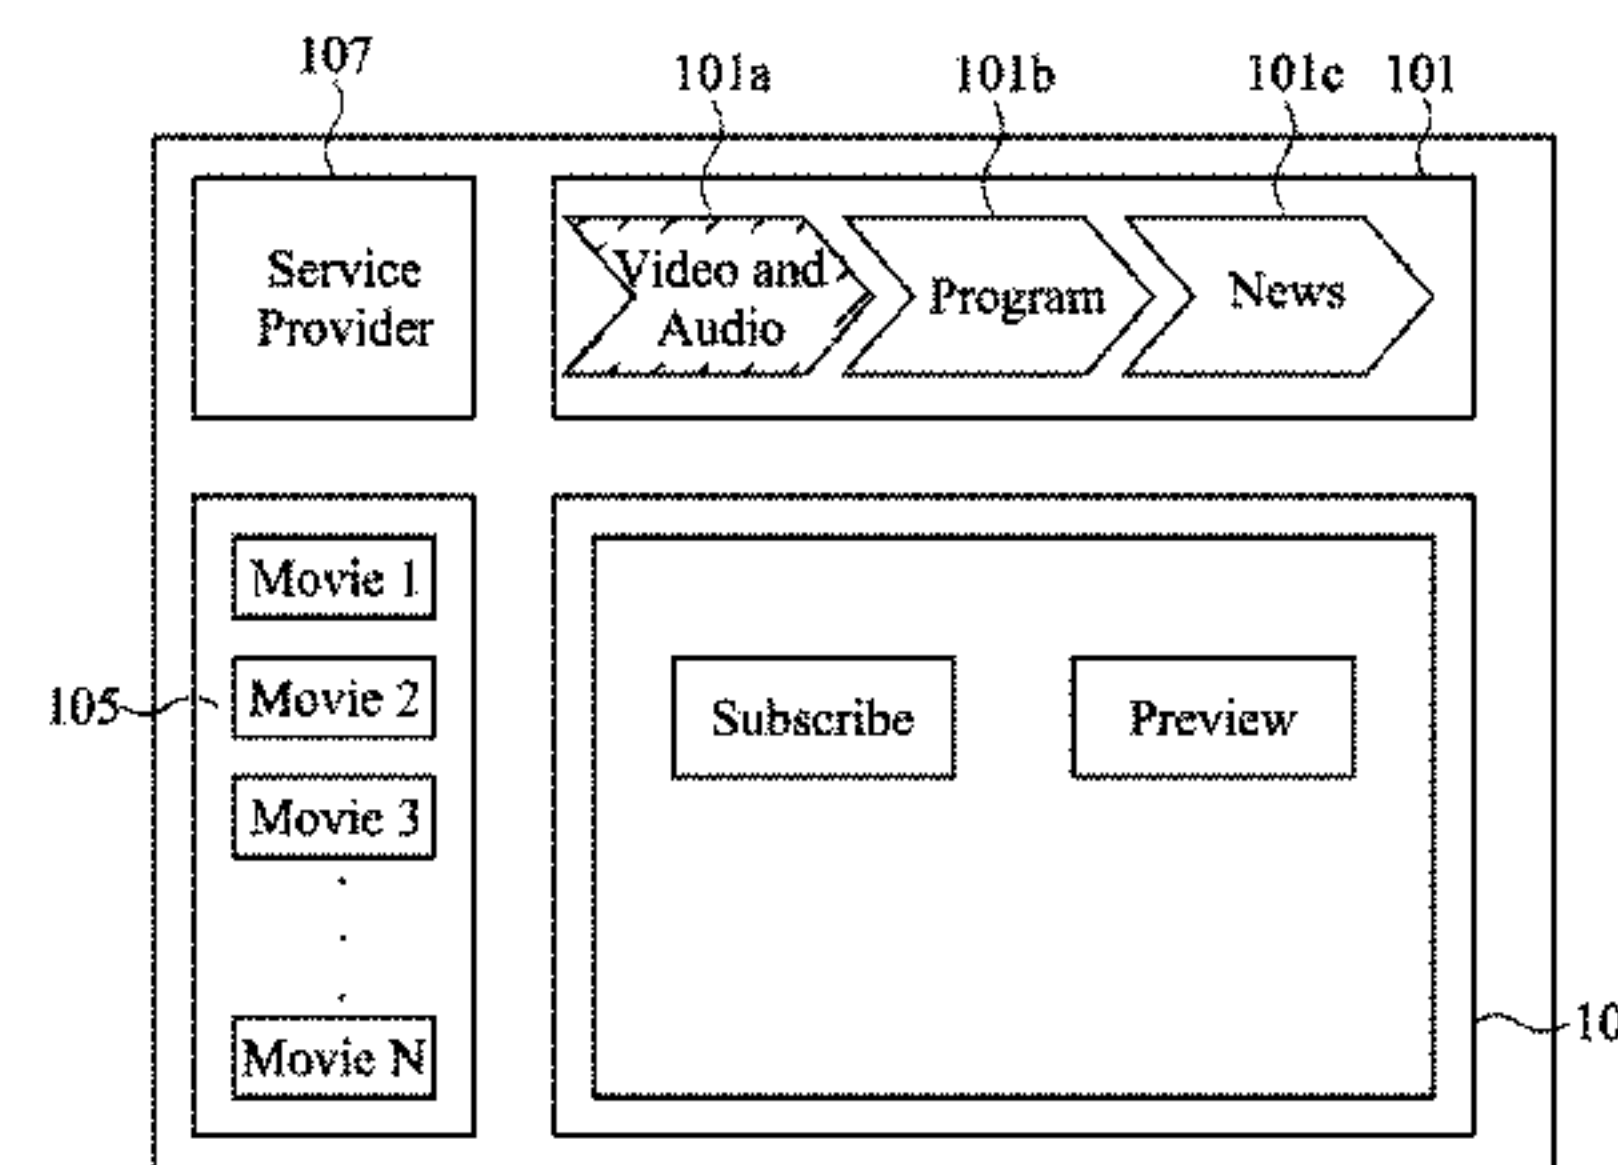 107
101a
101b
101c
101
Service
Provider
Video and
Audio
Program
News
Movie 1
Movie 2
Movie 3
Movie N
105
Subscribe
Preview